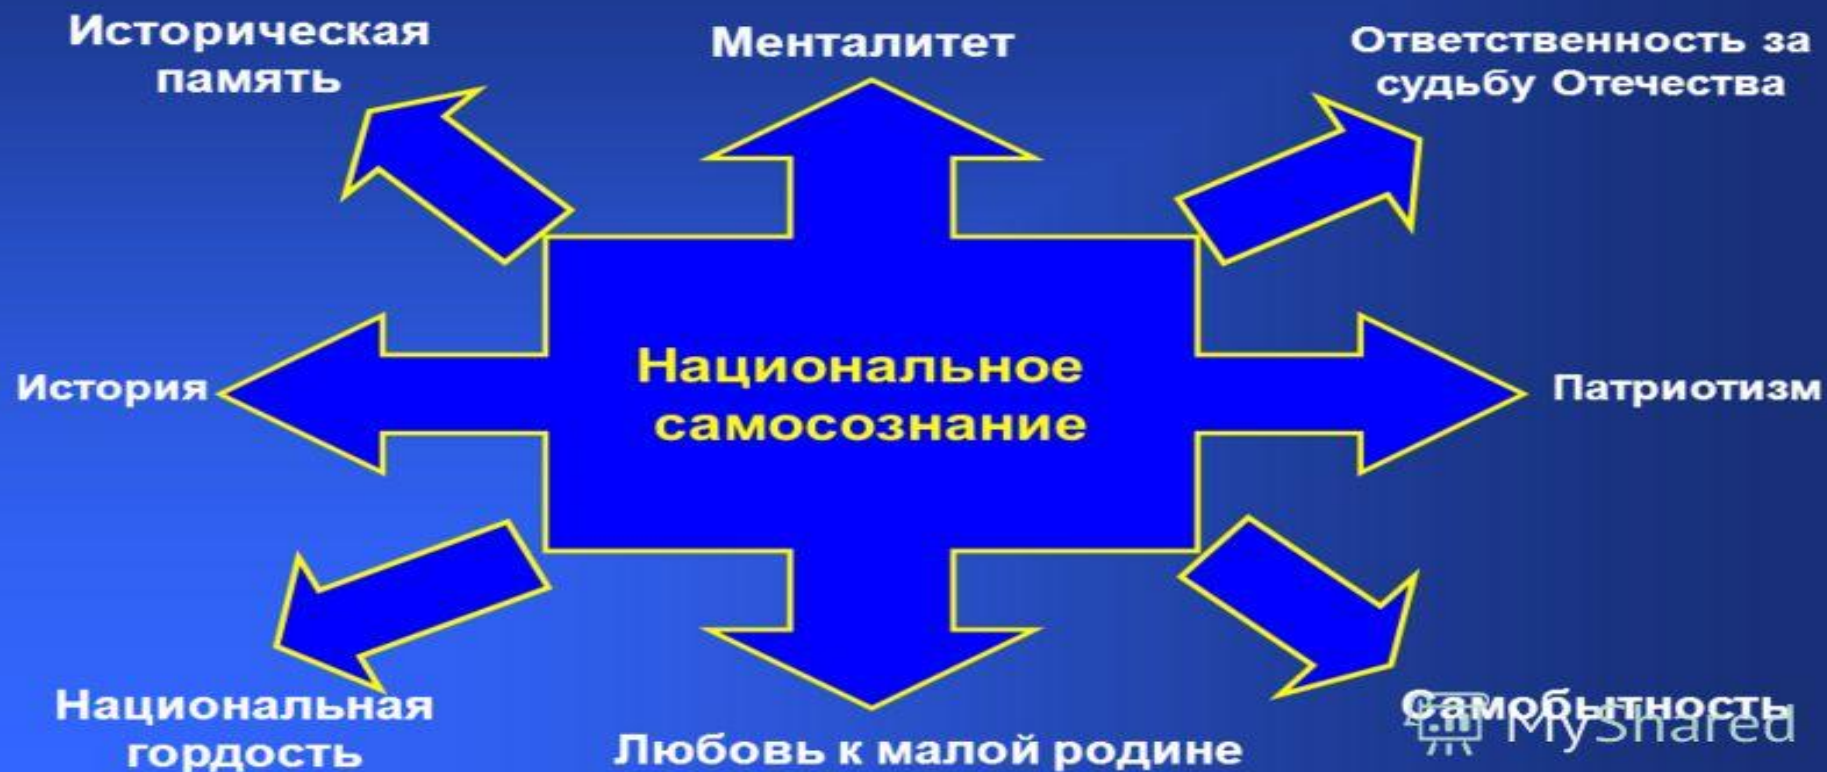 Историческая
память
Менталитет
Ответственность за
судьбу Отечества
История
Национальное
самосознание
Патриотизм
Национальная
гордость
Любовь к малой родине
Самобытность
MyShared